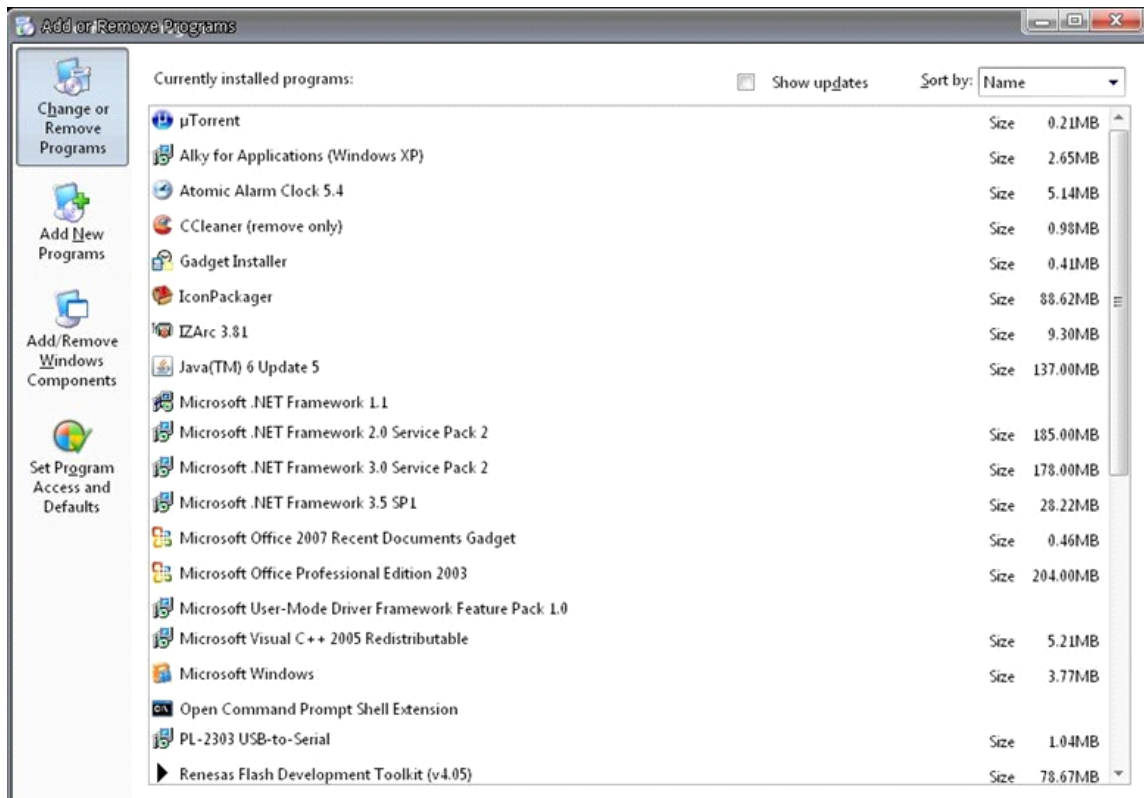 Add or Remove Programs
Change or
Remove
Programs
Add New
Programs
Add/Remove
Windows
Components
Set Program
Access and
Defaults
Currently installed programs:
Show updates
Sort by: Name
µTorrent Size 0.21MB
Alky for Applications (Windows XP) Size 2.65MB
Atomic Alarm Clock 5.4 Size 5.14MB
CCleaner (remove only) Size 0.98MB
Gadget Installer Size 0.41MB
IconPackager Size 88.62MB
IZArc 3.81 Size 9.30MB
Java(TM) 6 Update 5 Size 137.00MB
Microsoft .NET Framework 1.1
Microsoft .NET Framework 2.0 Service Pack 2 Size 185.00MB
Microsoft .NET Framework 3.0 Service Pack 2 Size 178.00MB
Microsoft .NET Framework 3.5 SP1 Size 28.22MB
Microsoft Office 2007 Recent Documents Gadget Size 0.46MB
Microsoft Office Professional Edition 2003 Size 204.00MB
Microsoft User-Mode Driver Framework Feature Pack 1.0
Microsoft Visual C++ 2005 Redistributable Size 5.21MB
Microsoft Windows Size 3.77MB
Open Command Prompt Shell Extension
PL-2303 USB-to-Serial Size 1.04MB
Renesas Flash Development Toolkit (v4.05) Size 78.67MB